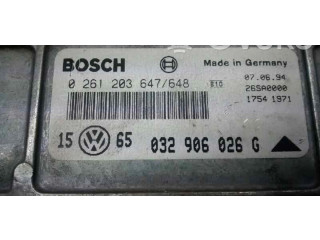 BOSCH Made in Germany
0 261 203 647/648 E10 07.06.94
26SA0000
1754 1971
15 65 032 906 026 G